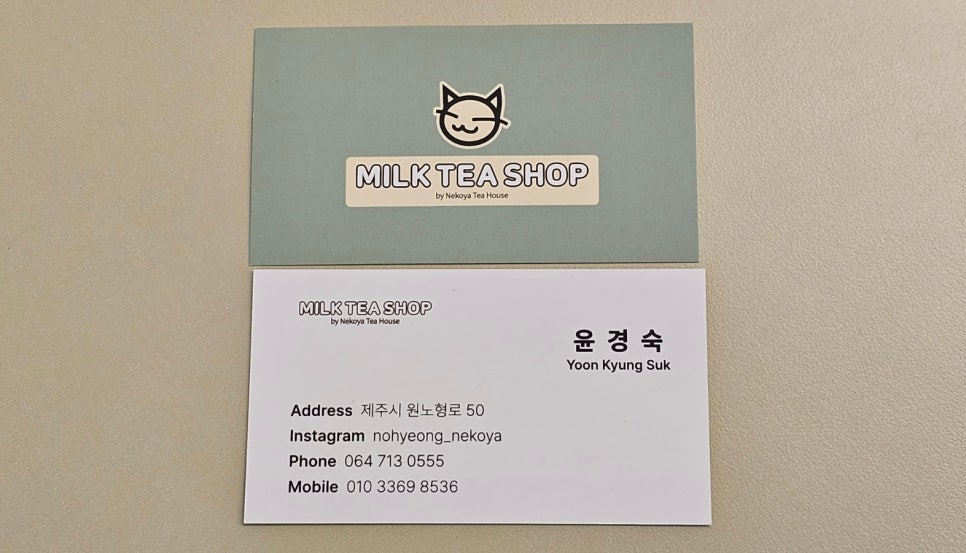 MILK TEA SHOP
by Nekoya Tea House
MILK TEA SHOP
by Nekoya Tea House
윤 경 숙
Yoon Kyung Suk
Address 제주시 원노형로 50
Instagram nohyeong_nekoya
Phone 064 713 0555
Mobile 010 3369 8536